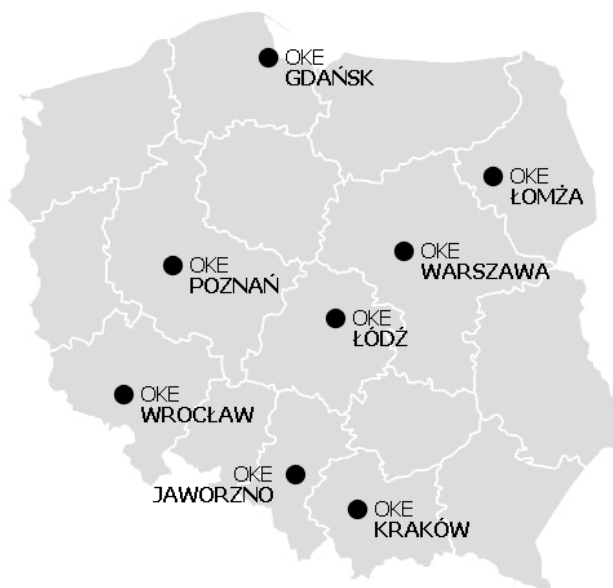 OKE
GDAŃSK
OKE
ŁOMŻA
OKE
WARSZAWA
OKE
POZNAŃ
OKE
ŁÓDŹ
OKE
WROCŁAW
OKE
JAWORZNO
OKE
KRAKÓW